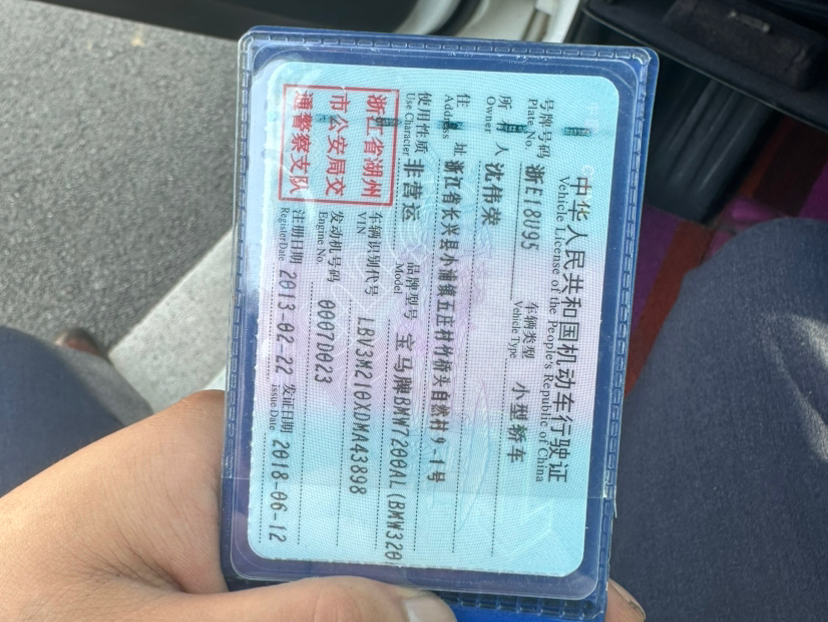 中华人民共和国机动车行驶证
Vehicle License of the People's Republic of China
号牌号码 浙E18U95 车辆类型 小型轿车
Plate No. Vehicle Type
所有人 沈伟荣
Owner
住址 浙江省长兴县小浦镇五庄村竹桥头自然村9-1号
Address
使用性质 非营运 品牌型号 宝马牌BMW7200AL(BMW320
Use Character Model
浙江省湖州
市公安局交
通警察支队
车辆识别代号 LBV3M210XDMA43898
VIN
发动机号码 0007D023
Engine No.
注册日期 2013-02-22 发证日期 2018-06-12
Register Date Issue Date